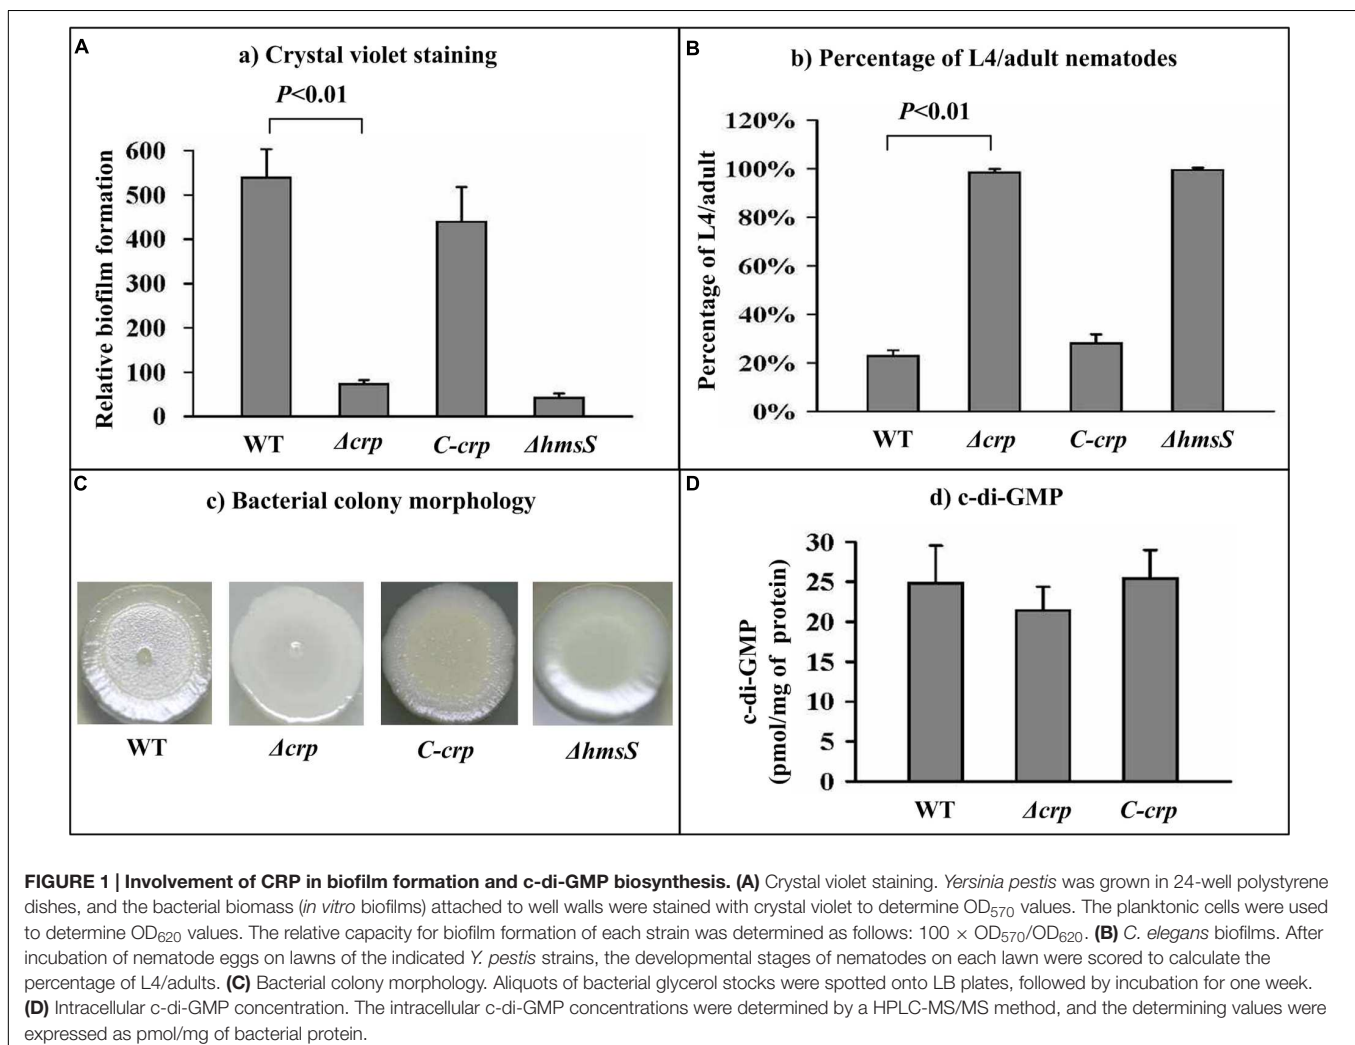 A
a) Crystal violet staining
P<0.01
Relative biofilm formation
600
500
400
300
200
100
0
WT Δcrp C-crp ΔhmsS
B
b) Percentage of L4/adult nematodes
P<0.01
Percentage of L4/adult
120%
100%
80%
60%
40%
20%
0%
WT Δcrp C-crp ΔhmsS
C
c) Bacterial colony morphology
WT Δcrp C-crp ΔhmsS
D
d) c-di-GMP
c-di-GMP
(pmol/mg of protein)
30
25
20
15
10
5
0
WT Δcrp C-crp
FIGURE 1 | Involvement of CRP in biofilm formation and c-di-GMP biosynthesis. (A) Crystal violet staining. Yersinia pestis was grown in 24-well polystyrene
dishes, and the bacterial biomass (in vitro biofilms) attached to well walls were stained with crystal violet to determine OD570 values. The planktonic cells were used
to determine OD620 values. The relative capacity for biofilm formation of each strain was determined as follows: 100 × OD570/OD620. (B) C. elegans biofilms. After
incubation of nematode eggs on lawns of the indicated Y. pestis strains, the developmental stages of nematodes on each lawn were scored to calculate the
percentage of L4/adults. (C) Bacterial colony morphology. Aliquots of bacterial glycerol stocks were spotted onto LB plates, followed by incubation for one week.
(D) Intracellular c-di-GMP concentration. The intracellular c-di-GMP concentrations were determined by a HPLC-MS/MS method, and the determining values were
expressed as pmol/mg of bacterial protein.